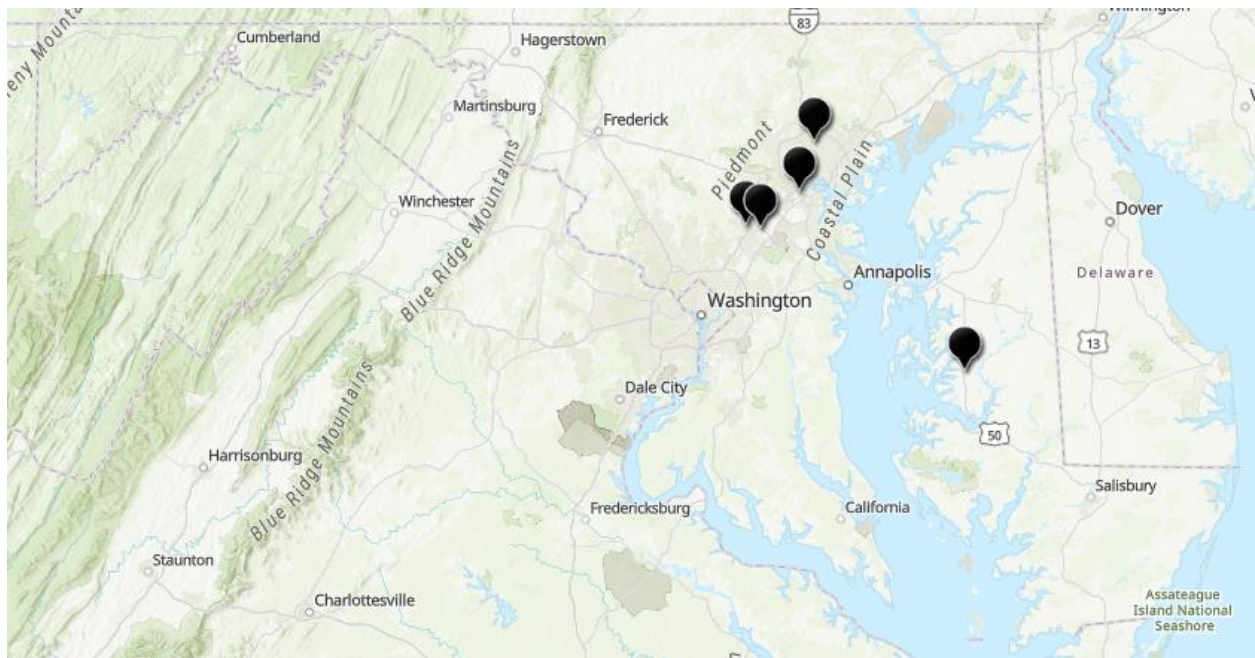 Wilmington
83
Cumberland
Hagerstown
Martinsburg
Frederick
Piedmont
Coastal Plain
Winchester
Blue Ridge Mountains
Dover
Annapolis
Delaware
Washington
13
Blue Ridge Mountains
Dale City
50
Harrisonburg
Salisbury
Fredericksburg
California
Staunton
Charlottesville
Assateague
Island National
Seashore